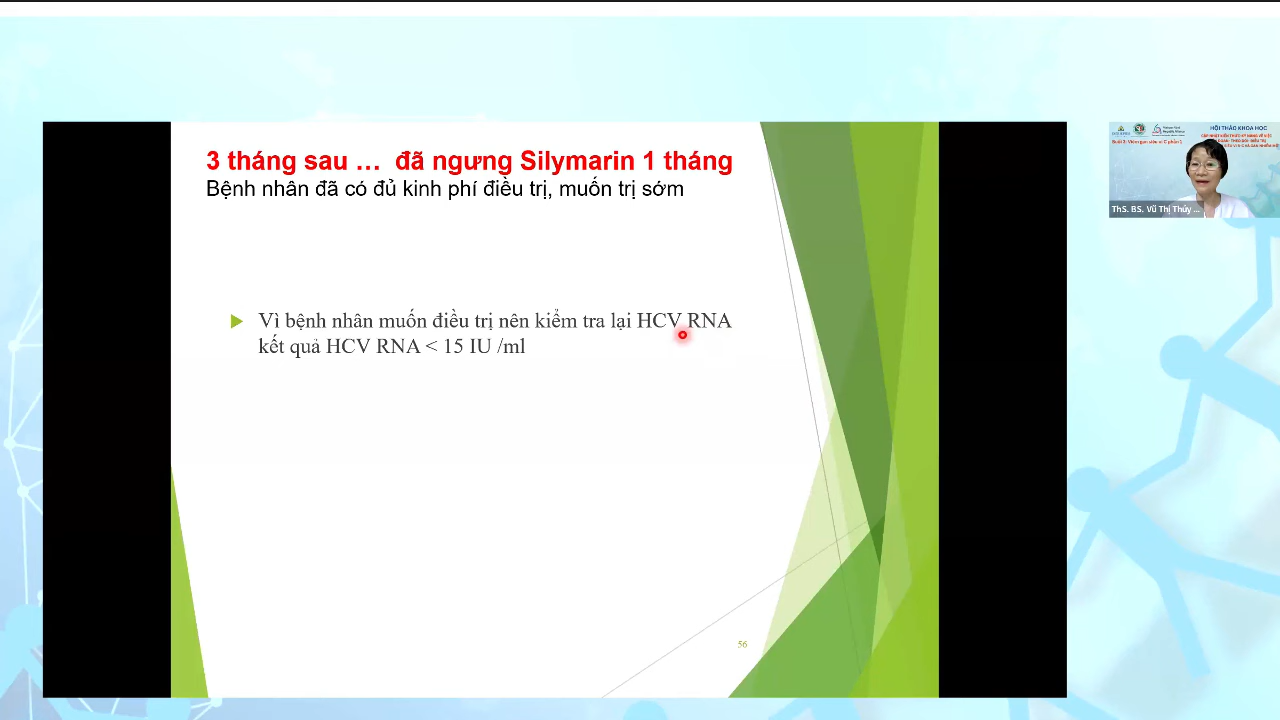 3 tháng sau … đã ngưng Silymarin 1 tháng
Bệnh nhân đã có đủ kinh phí điều trị, muốn trị sớm
Vì bệnh nhân muốn điều trị nên kiểm tra lại HCV RNA
kết quả HCV RNA < 15 IU /ml
56
HỘI THẢO KHOA HỌC
ThS. BS. Vũ Thị Thúy ...